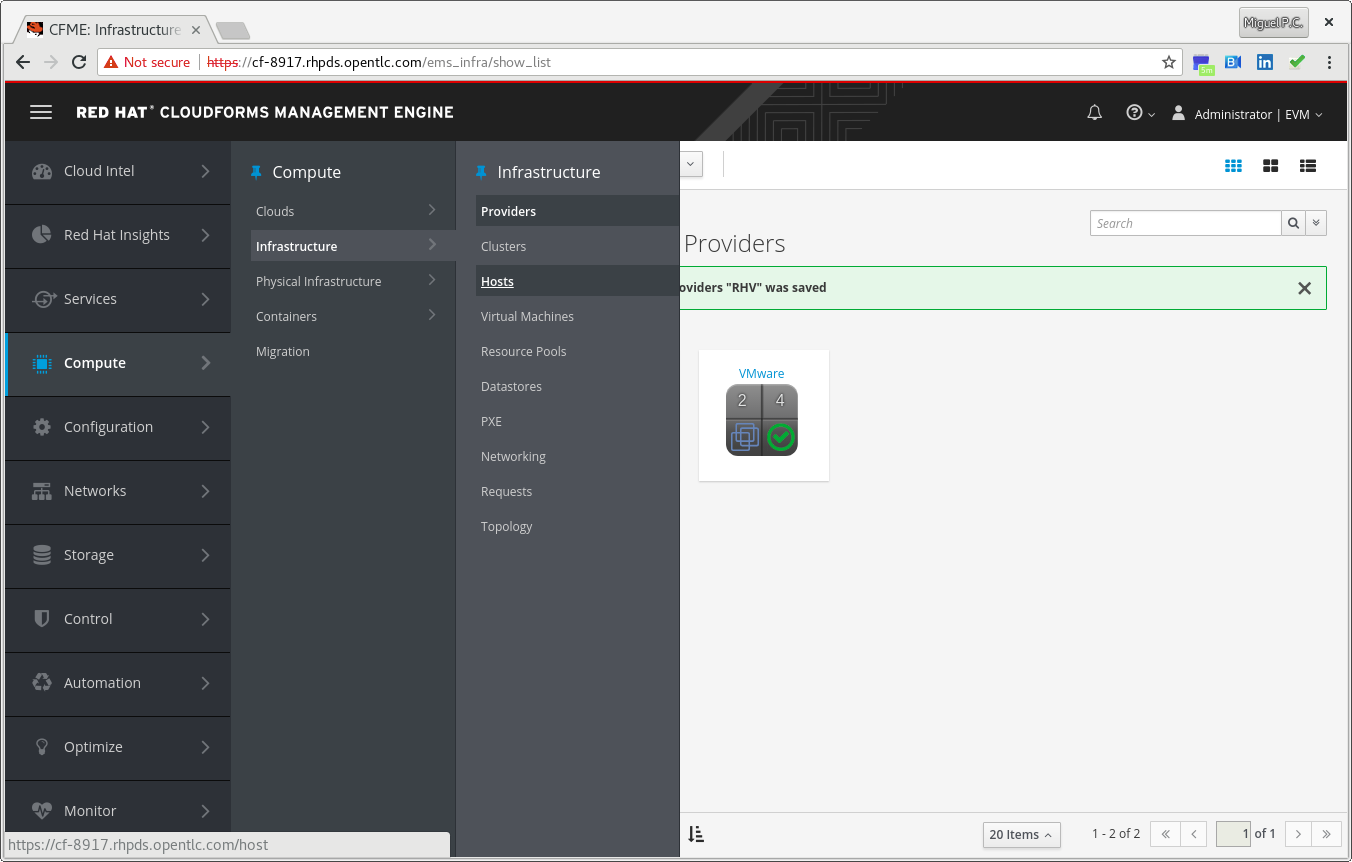 CFME: Infrastructure
Miguel P.C.
Not secure
https://cf-8917.rhpds.opentlc.com/ems_infra/show_list
5m
B
in
RED HAT® CLOUDFORMS MANAGEMENT ENGINE
Administrator | EVM
Cloud Intel
Red Hat Insights
Services
Compute
Configuration
Networks
Storage
Control
Automation
Optimize
Monitor
Compute
Clouds
Infrastructure
Physical Infrastructure
Containers
Migration
Infrastructure
Providers
Clusters
Hosts
Virtual Machines
Resource Pools
Datastores
PXE
Networking
Requests
Topology
Search
Providers
oviders "RHV" was saved
VMware
2 4
20 Items
1 - 2 of 2
1 of 1
https://cf-8917.rhpds.opentlc.com/host